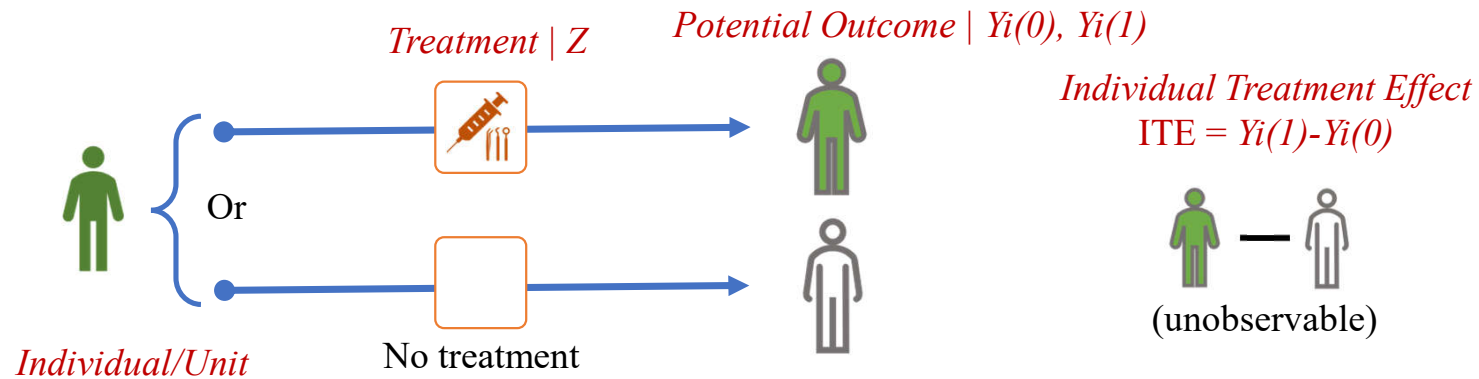 Treatment | Z
Potential Outcome | Yi(0), Yi(1)
Individual Treatment Effect
ITE = Yi(1)-Yi(0)
Or
(unobservable)
Individual/Unit
No treatment